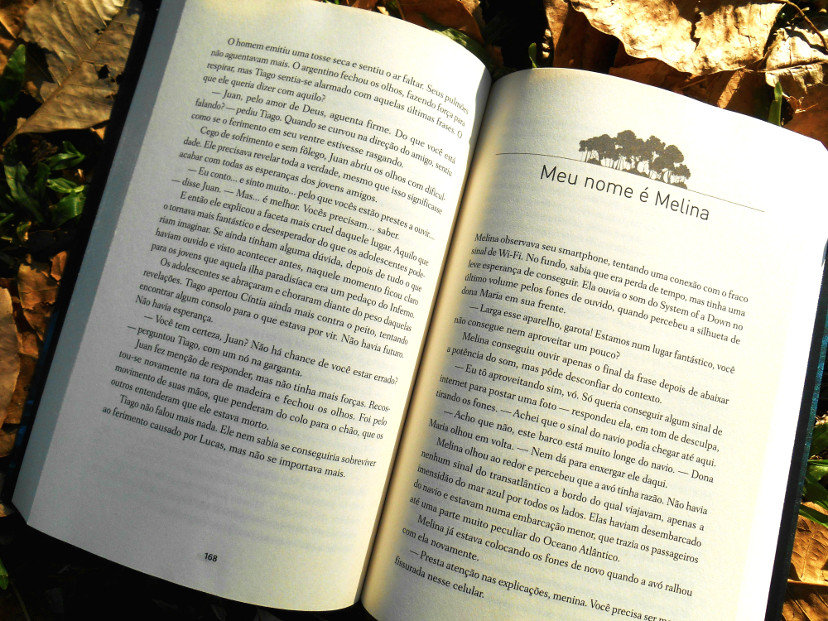 O homem emitiu uma tosse seca e sentiu o ar faltar. Seus pulmões
não aguentavam mais. O argentino fechou os olhos, fazendo força para
respirar, mas Tiago sentia-se alarmado com aquelas últimas frases. O
que ele queria dizer com aquilo?
— Juan, pelo amor de Deus, aguenta firme. Do que você está
falando? — pediu Tiago. Quando se curvou na direção do amigo, sentiu
como se o ferimento em seu ventre estivesse rasgando.
Cego de sofrimento e sem fôlego, Juan abriu os olhos com dificul-
dade. Ele precisava revelar toda a verdade, mesmo que isso significasse
acabar com todas as esperanças dos jovens amigos.
— Eu conto... e sinto muito... pelo que vocês estão prestes a ouvir...
— disse Juan. — Mas... é melhor. Vocês precisam... saber.
E então ele explicou a faceta mais cruel daquele lugar. Aquilo que
o tornava mais fantástico e desesperador do que os adolescentes pode-
riam imaginar. Se ainda tinham alguma dúvida, depois de tudo o que
haviam ouvido e visto acontecer antes, naquele momento ficou claro
para os jovens que aquela ilha paradisíaca era um pedaço do Inferno.
Os adolescentes se abraçaram e choraram diante do peso daquelas
revelações. Tiago apertou Cíntia ainda mais contra o peito, tentando
encontrar algum consolo para o que estava por vir. Não havia futuro.
Não havia esperança.
— Você tem certeza, Juan? Não há chance de você estar errado?
— perguntou Tiago, com um nó na garganta.
Juan fez menção de responder, mas não tinha mais forças. Recos-
tou-se novamente na tora de madeira e fechou os olhos. Foi pelo
movimento de suas mãos, que penderam do colo para o chão, que os
outros entenderam que ele estava morto.
Tiago não falou mais nada. Ele nem sabia se conseguiria sobreviver
ao ferimento causado por Lucas, mas não se importava mais.
168
Meu nome é Melina
Melina observava seu smartphone, tentando uma conexão com o fraco
sinal de Wi-Fi. No fundo, sabia que era perda de tempo, mas tinha uma
leve esperança de conseguir. Ela ouvia o som do System of a Down no
último volume pelos fones de ouvido, quando percebeu a silhueta de
dona Maria em sua frente.
— Larga esse aparelho, garota! Estamos num lugar fantástico, você
não consegue nem aproveitar um pouco?
Melina conseguiu ouvir apenas o final da frase depois de abaixar
a potência do som, mas pôde desconfiar do contexto.
— Eu tô aproveitando sim, vó. Só queria conseguir algum sinal de
internet para postar uma foto — respondeu ela, em tom de desculpa,
tirando os fones. — Achei que o sinal do navio podia chegar até aqui.
— Acho que não, este barco está muito longe do navio. — Dona
Maria olhou em volta. — Nem dá para enxergar ele daqui.
Melina olhou ao redor e percebeu que a avó tinha razão. Não havia
nenhum sinal do transatlântico a bordo do qual viajavam, apenas a
imensidão do mar azul por todos os lados. Elas haviam desembarcado
do navio e estavam numa embarcação menor, que trazia os passageiros
até uma parte muito peculiar do Oceano Atlântico.
Melina já estava colocando os fones de novo quando a avó ralhou
com ela novamente.
— Presta atenção nas explicações, menina. Você precisa ser
fissurada nesse celular.